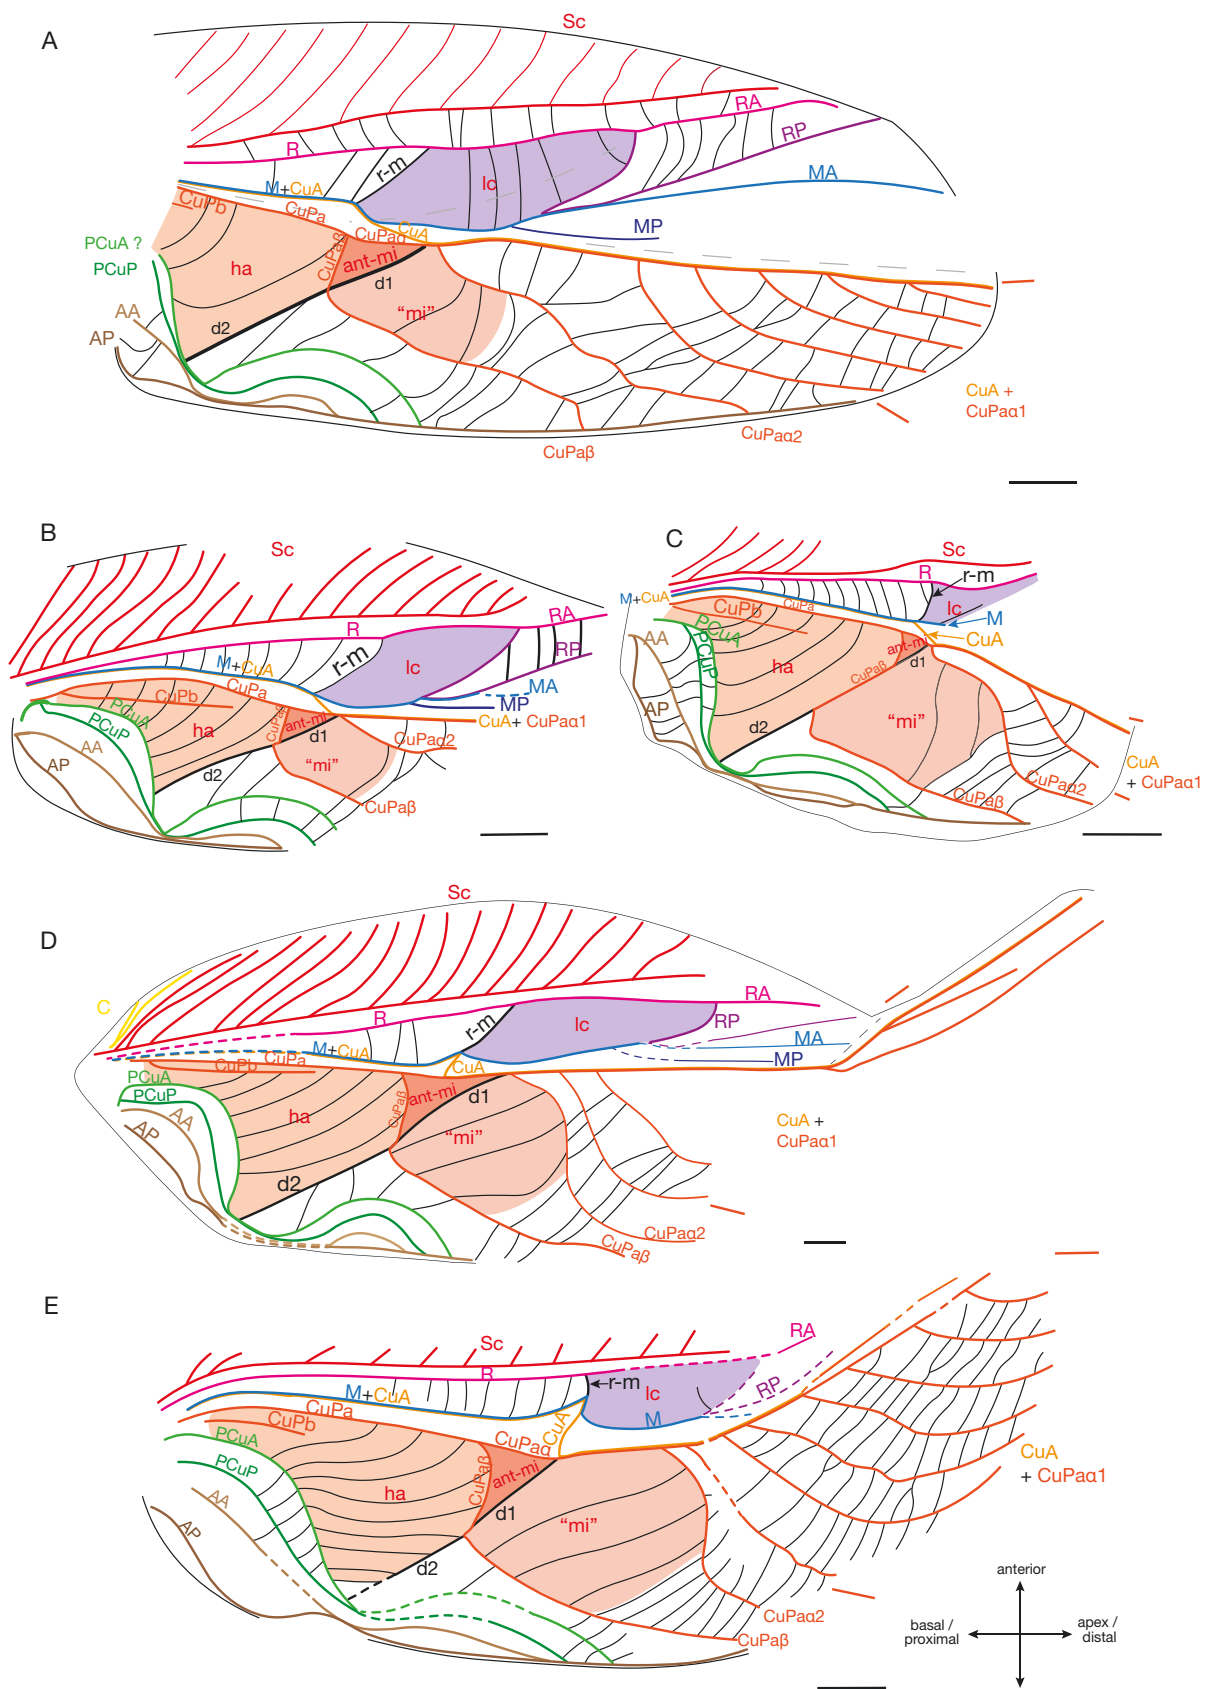 A
Sc
RA
RP
R
r-m
lc
MA
M+CuA
CuPb
CuPa
CuPaα
CuA
MP
PCuA ?
PCuP
CuPaβ
ant-mi
ha
d1
"mi"
AA
d2
AP
CuA +
CuPaα1
CuPaα2
CuPaβ
B
Sc
RA
R
RP
r-m
lc
M+CuA
MA
CuPa
CuPb
MP
PCuA
CuA+ CuPaα1
PCuP
ha
CuPaβ
ant-mi
d1
CuPaα2
AA
AP
d2
"mi"
CuPaβ
C
Sc
R
r-m
M+CuA
CuPb
CuPa
lc
M
PCuA
CuA
AA
PCuP
ant-mi
ha
CuPaβ
d1
AP
d2
"mi"
CuA
+ CuPaα1
CuPaα2
CuPaβ
D
Sc
C
RA
R
RP
r-m
lc
M+CuA
MA
CuPa
CuPb
CuA
MP
PCuA
PCuP
ant-mi
d1
AA
ha
CuPaβ
AP
"mi"
CuA +
CuPaα1
d2
CuPaα2
CuPaβ
E
Sc
RA
R
r-m
lc
RP
M+CuA
CuPa
CuPb
M
CuA
PCuA
CuPaα
PCuP
CuPaβ
ant-mi
CuA
+ CuPaα1
AA
ha
d1
AP
"mi"
d2
CuPaα2
CuPaβ
anterior
basal /
proximal
apex /
distal